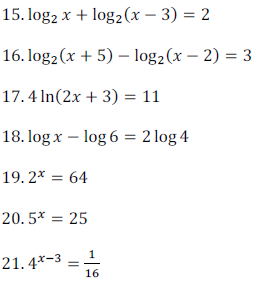 15. log₂ x + log₂(x − 3) = 2
16. log₂(x + 5) − log₂(x − 2) = 3
17. 4 ln(2x + 3) = 11
18. log x − log 6 = 2 log 4
19. 2ˣ = 64
20. 5ˣ = 25
21. 4ˣ⁻³ = 1/16